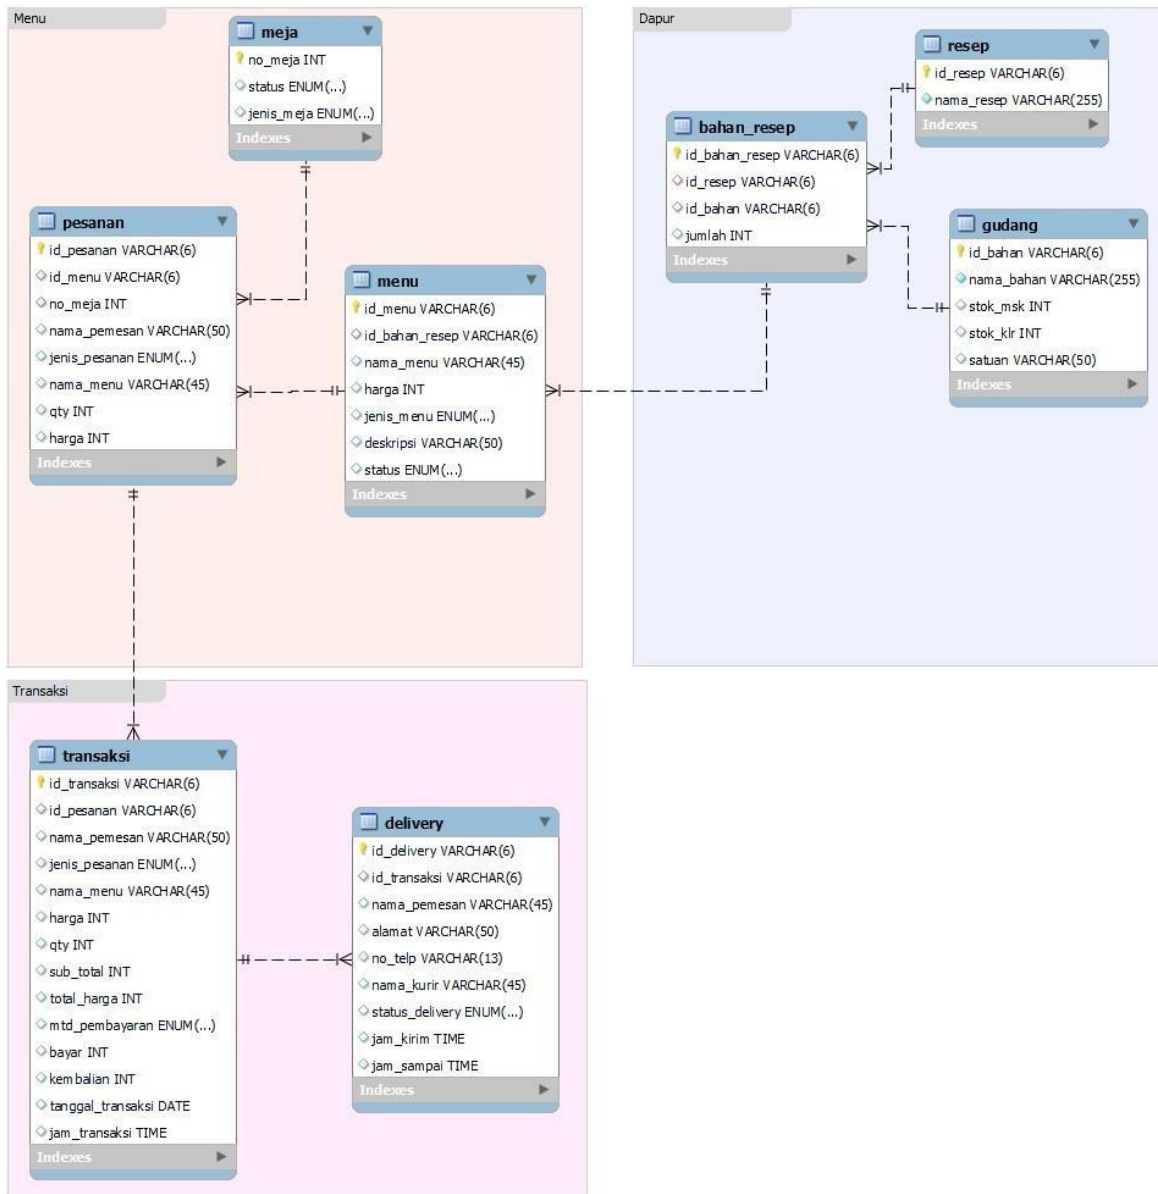 Menu
meja
no_meja INT
status ENUM(...)
jenis_meja ENUM(...)
Indexes
pesanan
id_pesanan VARCHAR(6)
id_menu VARCHAR(6)
no_meja INT
nama_pemesan VARCHAR(50)
jenis_pesanan ENUM(...)
nama_menu VARCHAR(45)
qty INT
harga INT
Indexes
menu
id_menu VARCHAR(6)
id_bahan_resep VARCHAR(6)
nama_menu VARCHAR(45)
harga INT
jenis_menu ENUM(...)
deskripsi VARCHAR(50)
status ENUM(...)
Indexes
Dapur
resep
id_resep VARCHAR(6)
nama_resep VARCHAR(255)
Indexes
bahan_resep
id_bahan_resep VARCHAR(6)
id_resep VARCHAR(6)
id_bahan VARCHAR(6)
jumlah INT
Indexes
gudang
id_bahan VARCHAR(6)
nama_bahan VARCHAR(255)
stok_msk INT
stok_klr INT
satuan VARCHAR(50)
Indexes
Transaksi
transaksi
id_transaksi VARCHAR(6)
id_pesanan VARCHAR(6)
nama_pemesan VARCHAR(50)
jenis_pesanan ENUM(...)
nama_menu VARCHAR(45)
harga INT
qty INT
sub_total INT
total_harga INT
mtd_pembayaran ENUM(...)
bayar INT
kembalian INT
tanggal_transaksi DATE
jam_transaksi TIME
Indexes
delivery
id_delivery VARCHAR(6)
id_transaksi VARCHAR(6)
nama_pemesan VARCHAR(45)
alamat VARCHAR(50)
no_telp VARCHAR(13)
nama_kurir VARCHAR(45)
status_delivery ENUM(...)
jam_kirim TIME
jam_sampai TIME
Indexes